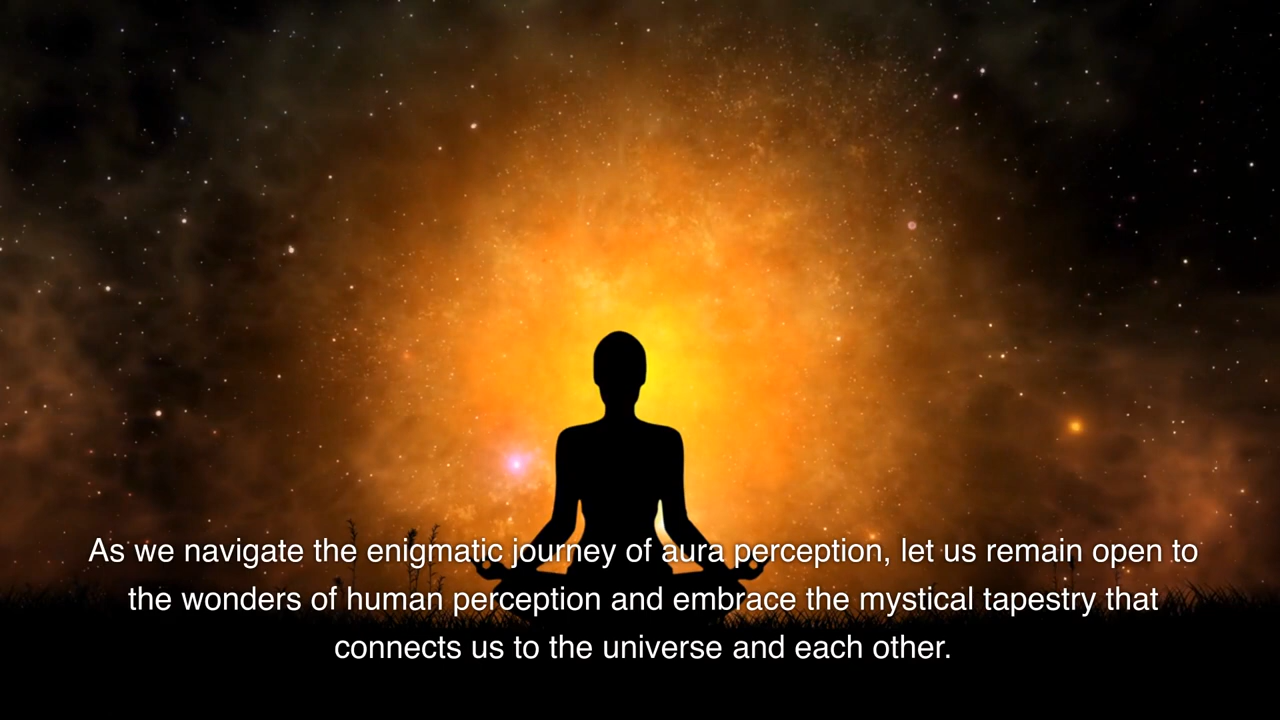 As we navigate the enigmatic journey of aura perception, let us remain open to
the wonders of human perception and embrace the mystical tapestry that
connects us to the universe and each other.